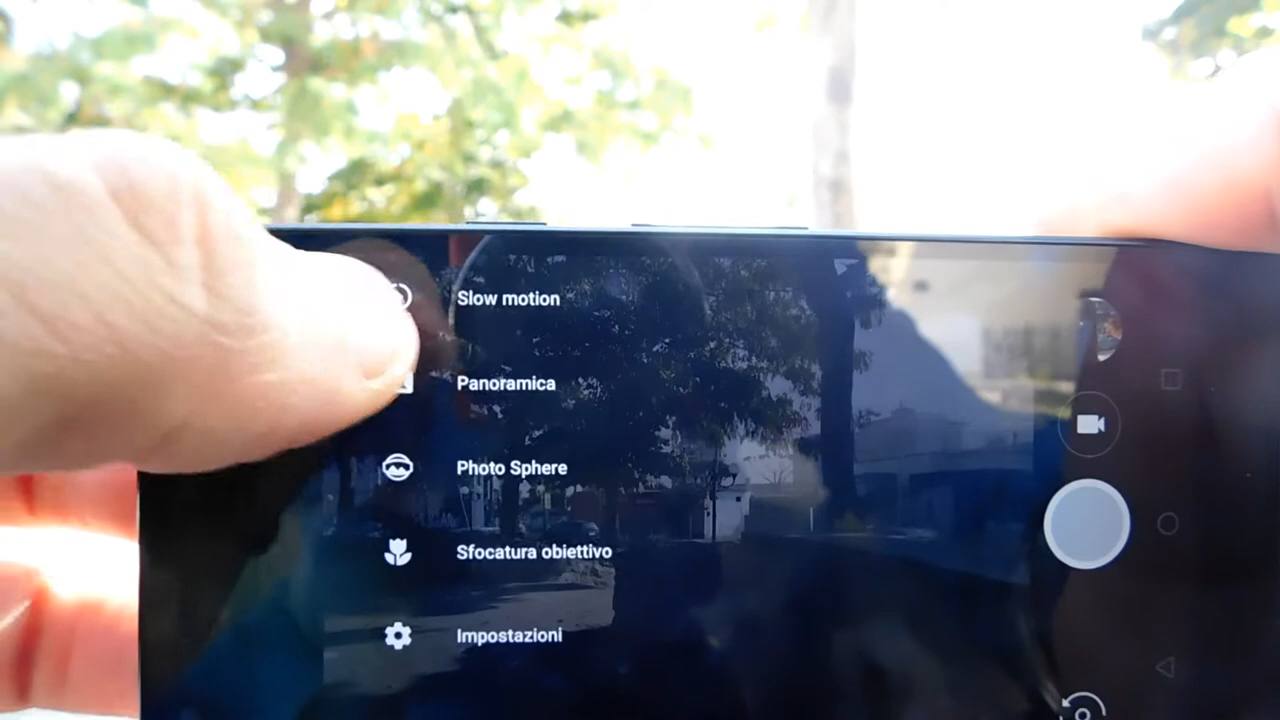 Slow motion
Panoramica
Photo Sphere
Sfocatura obiettivo
Impostazioni